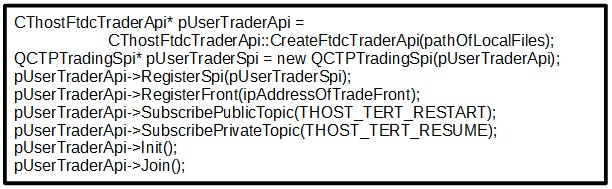 CThostFtdcTraderApi* pUserTraderApi =
CThostFtdcTraderApi::CreateFtdcTraderApi(pathOfLocalFiles);
QCTPTradingSpi* pUserTraderSpi = new QCTPTradingSpi(pUserTraderApi);
pUserTraderApi->RegisterSpi(pUserTraderSpi);
pUserTraderApi->RegisterFront(ipAddressOfTradeFront);
pUserTraderApi->SubscribePublicTopic(THOST_TERT_RESTART);
pUserTraderApi->SubscribePrivateTopic(THOST_TERT_RESUME);
pUserTraderApi->Init();
pUserTraderApi->Join();